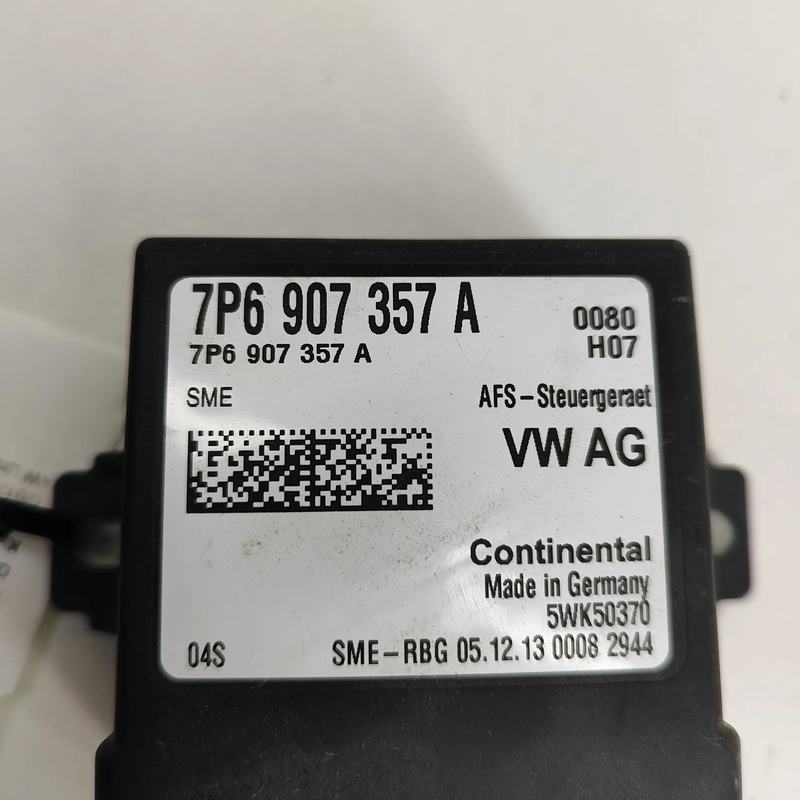 7P6 907 357 A
0080
7P6 907 357 A
H07
SME
AFS-Steuergeraet
VW AG
Continental
Made in Germany
5WK50370
04S
SME-RBG 05.12.13 0008 2944